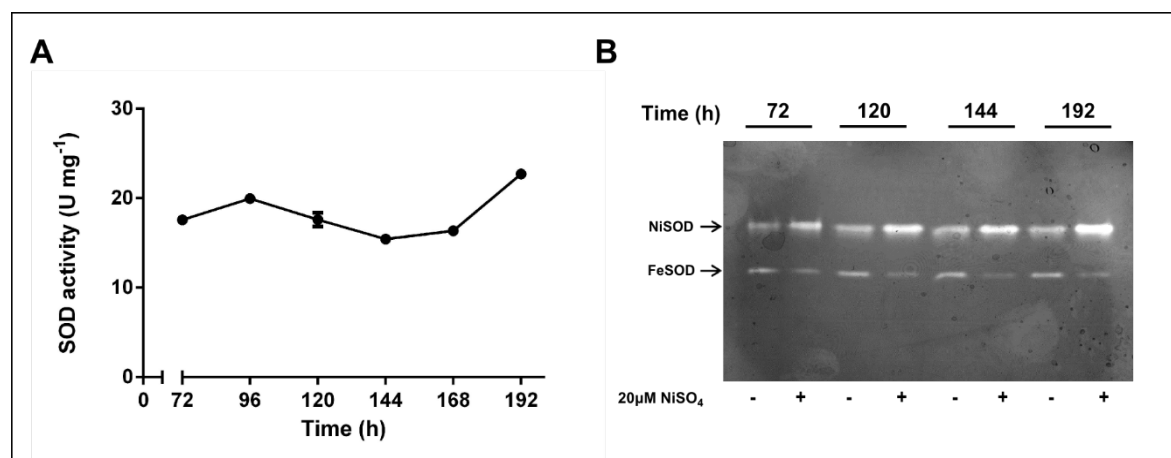 A
B
30
20
10
0
SOD activity (U mg⁻¹)
0 72 96 120 144 168 192
Time (h)
Time (h) 72 120 144 192
NiSOD
FeSOD
20µM NiSO₄ - + - + - + - +